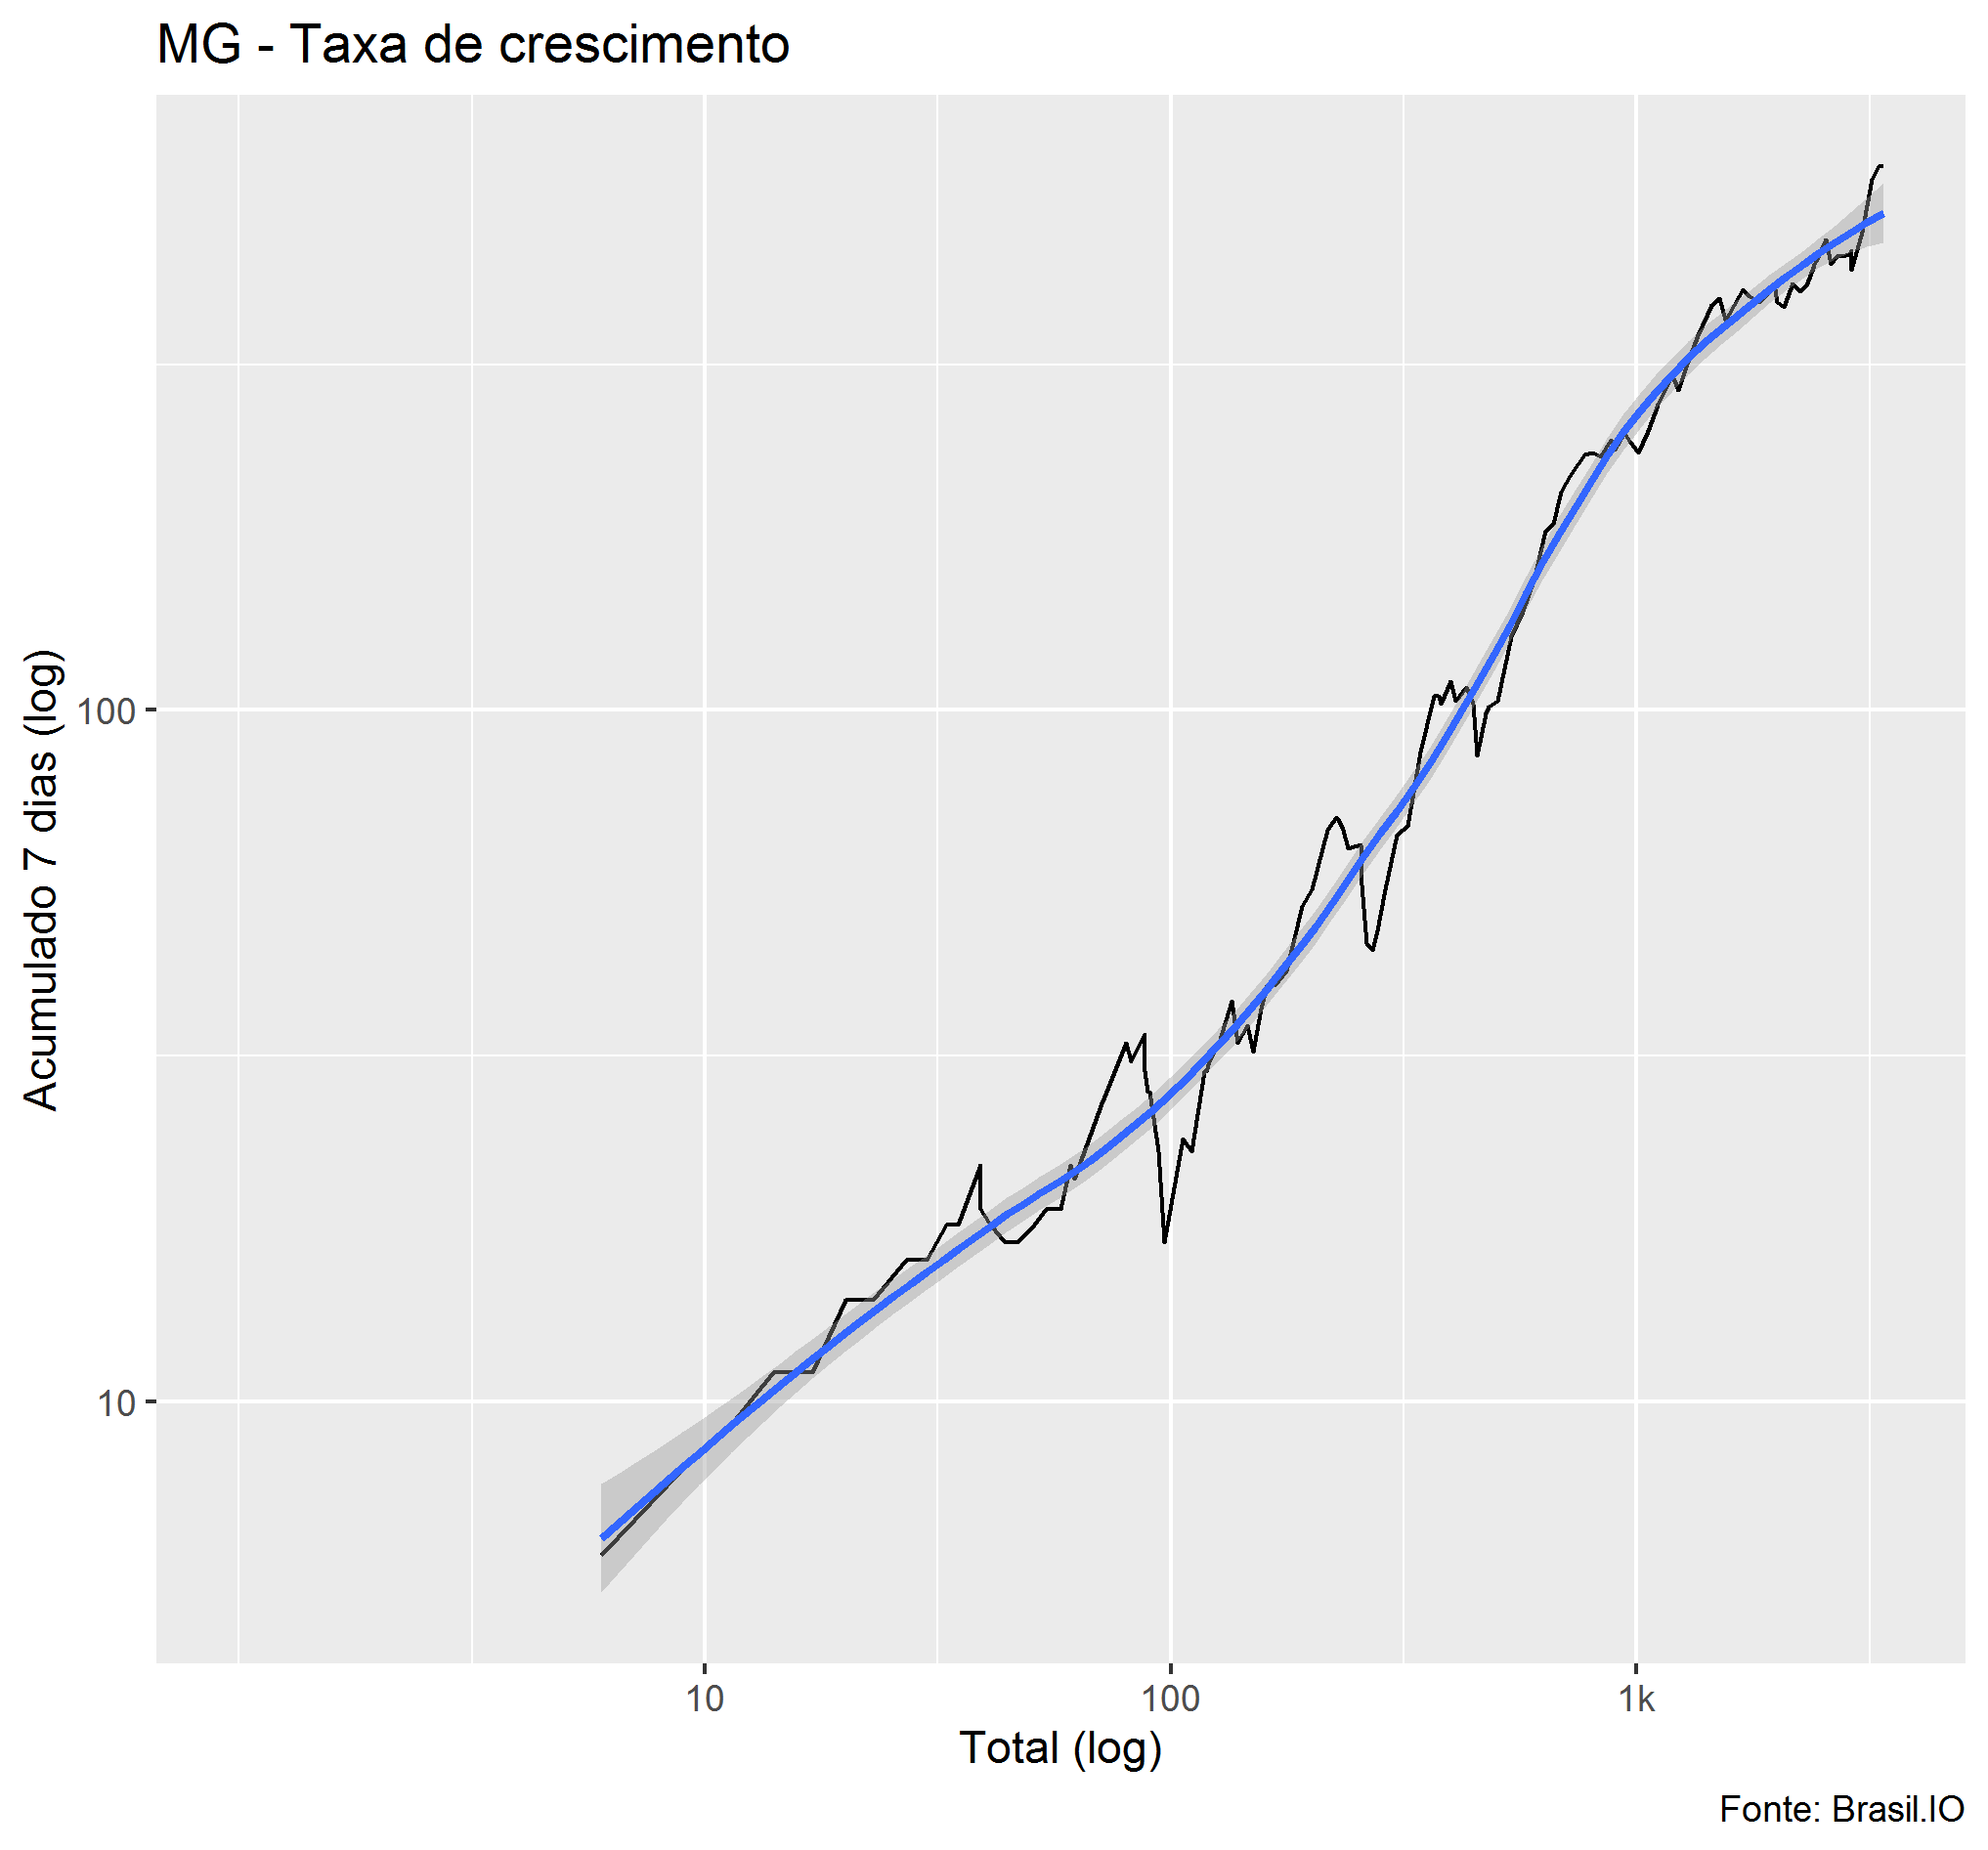 MG - Taxa de crescimento
Acumulado 7 dias (log)
100
10
10
100
1k
Total (log)
Fonte: Brasil.IO